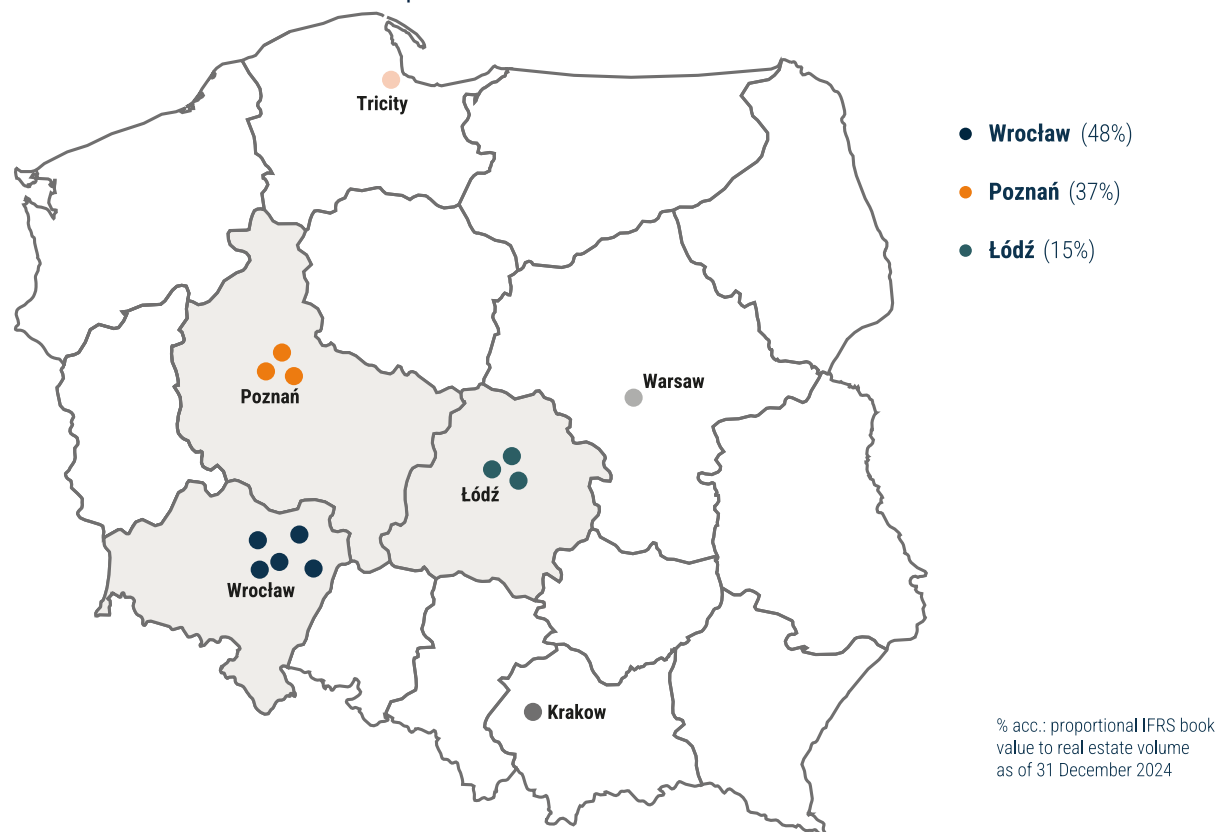 Tricity
Wrocław (48%)
Poznań (37%)
Łódź (15%)
Warsaw
Poznań
Łódź
Wrocław
Krakow
% acc.: proportional IFRS book
value to real estate volume
as of 31 December 2024